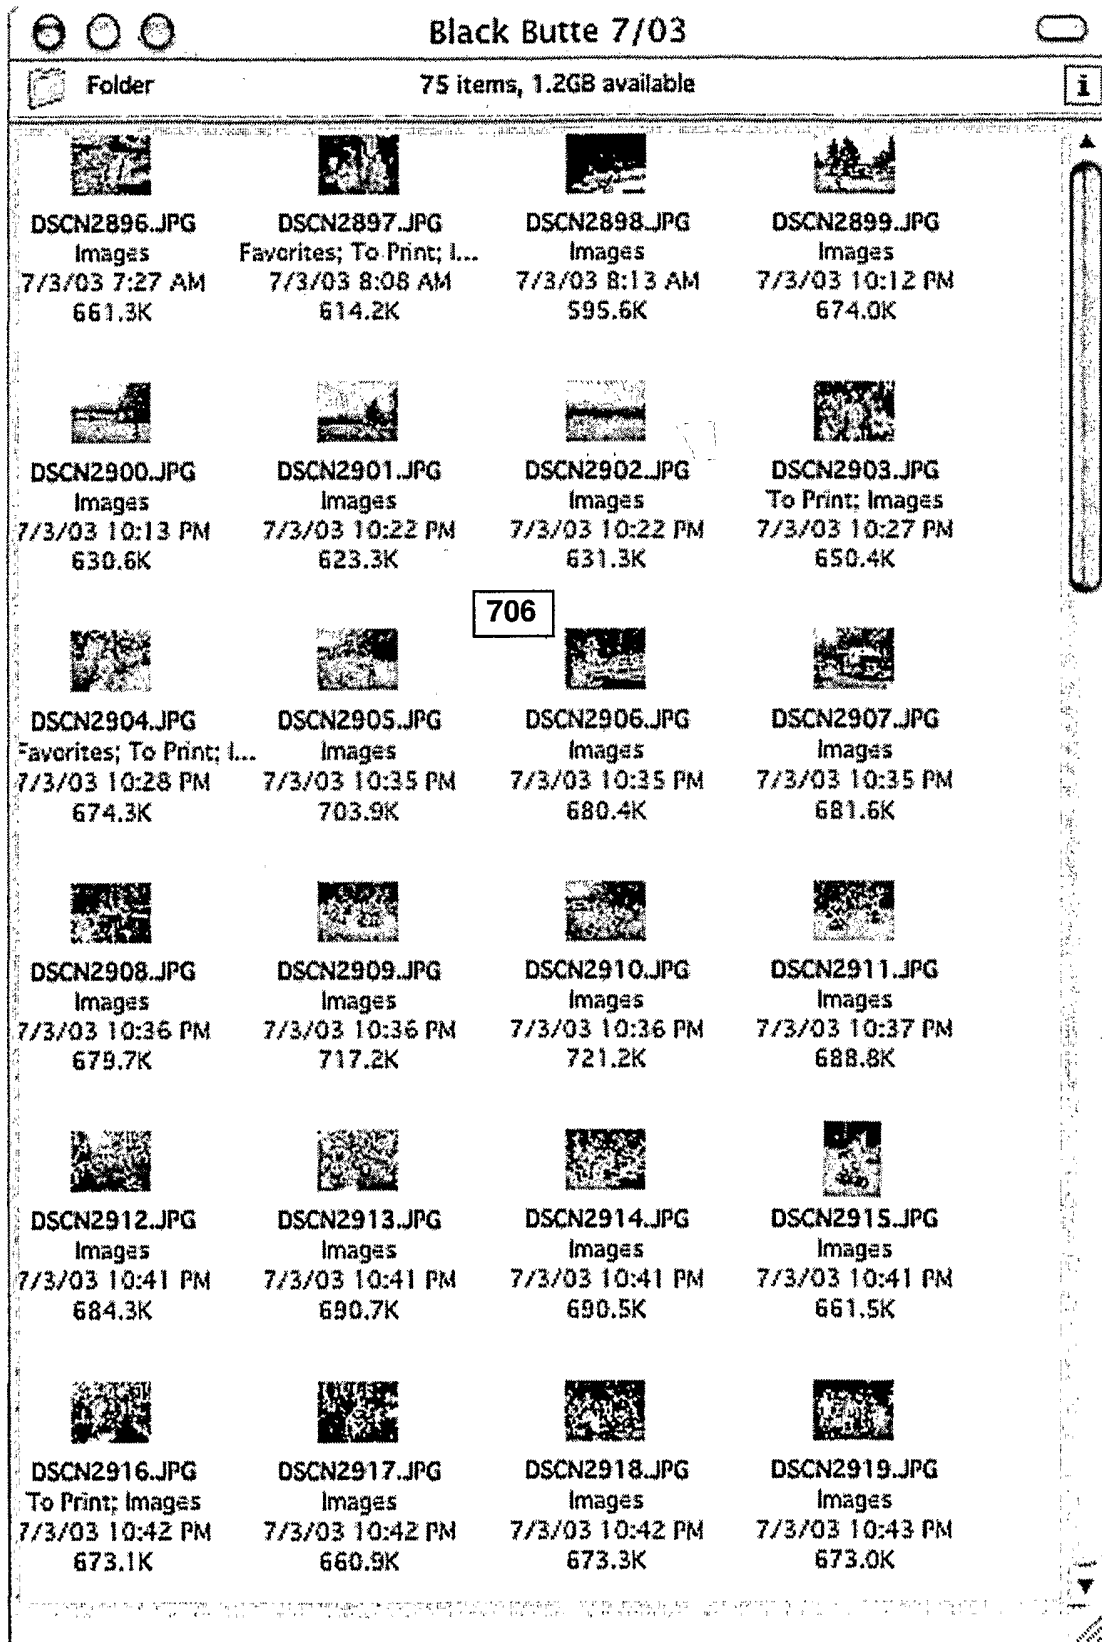 Black Butte 7/03
Folder 75 items, 1.2GB available i
DSCN2896.JPG DSCN2897.JPG DSCN2898.JPG DSCN2899.JPG
Images Favorites; To Print; I... Images Images
7/3/03 7:27 AM 7/3/03 8:08 AM 7/3/03 8:13 AM 7/3/03 10:12 PM
661.3K 614.2K 595.6K 674.0K
DSCN2900.JPG DSCN2901.JPG DSCN2902.JPG DSCN2903.JPG
Images Images Images To Print; Images
7/3/03 10:13 PM 7/3/03 10:22 PM 7/3/03 10:22 PM 7/3/03 10:27 PM
630.6K 623.3K 631.3K 650.4K
706
DSCN2904.JPG DSCN2905.JPG DSCN2906.JPG DSCN2907.JPG
Favorites; To Print; I... Images Images Images
7/3/03 10:28 PM 7/3/03 10:35 PM 7/3/03 10:35 PM 7/3/03 10:35 PM
674.3K 703.9K 680.4K 681.6K
DSCN2908.JPG DSCN2909.JPG DSCN2910.JPG DSCN2911.JPG
Images Images Images Images
7/3/03 10:36 PM 7/3/03 10:36 PM 7/3/03 10:36 PM 7/3/03 10:37 PM
679.7K 717.2K 721.2K 688.8K
DSCN2912.JPG DSCN2913.JPG DSCN2914.JPG DSCN2915.JPG
Images Images Images Images
7/3/03 10:41 PM 7/3/03 10:41 PM 7/3/03 10:41 PM 7/3/03 10:41 PM
684.3K 690.7K 690.5K 661.5K
DSCN2916.JPG DSCN2917.JPG DSCN2918.JPG DSCN2919.JPG
To Print; Images Images Images Images
7/3/03 10:42 PM 7/3/03 10:42 PM 7/3/03 10:42 PM 7/3/03 10:43 PM
673.1K 660.9K 673.3K 673.0K